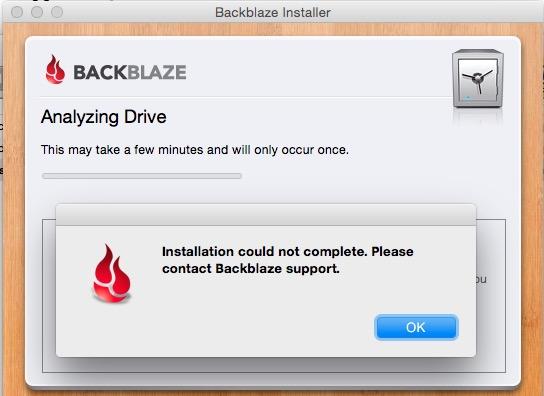 Backblaze Installer
BACKBLAZE
Analyzing Drive
This may take a few minutes and will only occur once.
Installation could not complete. Please
contact Backblaze support.
OK